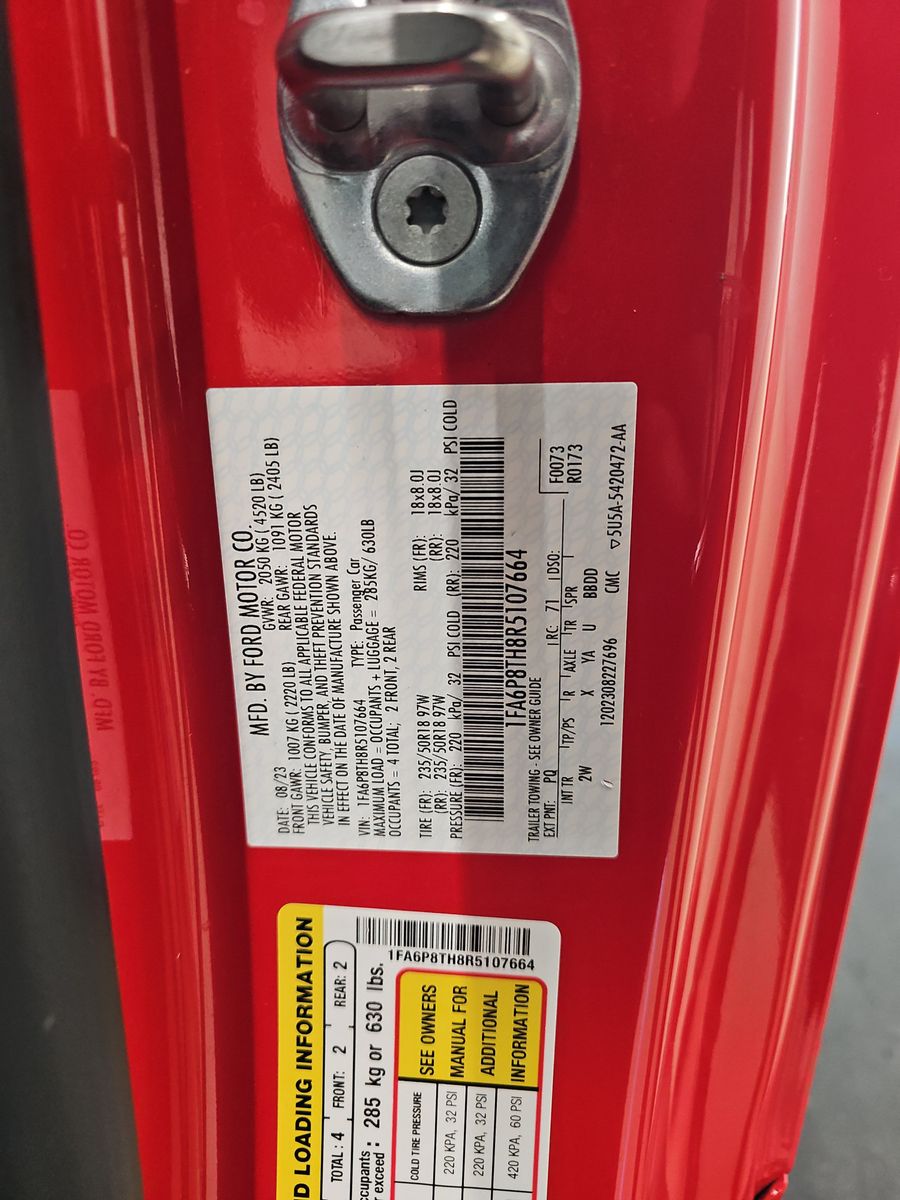 MFD. BY FORD MOTOR CO.
DATE: 08/23 GVWR: 2050 KG ( 4520 LB)
FRONT GAWR: 1007 KG ( 2220 LB) REAR GAWR: 1091 KG ( 2405 LB)
THIS VEHICLE CONFORMS TO ALL APPLICABLE FEDERAL MOTOR
VEHICLE SAFETY, BUMPER, AND THEFT PREVENTION STANDARDS
IN EFFECT ON THE DATE OF MANUFACTURE SHOWN ABOVE.
VIN: 1FA6P8TH8R5107664 TYPE: Passenger Car
MAXIMUM LOAD = OCCUPANTS + LUGGAGE = 285KG/ 630LB
OCCUPANTS = 4 TOTAL; 2 FRONT, 2 REAR
TIRE (FR): 235/50R18 97W RIMS (FR): 18x8.0J
(RR): 235/50R18 97W (RR): 18x8.0J
PRESSURE (FR): 220 kPa/ 32 PSI COLD (RR): 220 kPa/ 32 PSI COLD
1FA6P8TH8R5107664
TRAILER TOWING - SEE OWNER GUIDE
EXT PNT: PQ RC: 71 DSO: F0073
R0173
INT TR TP/PS R AXLE TR SPR
2W X YA U BBDD
1202308227696 CMC ▽5U5A-5420472-AA
LOADING INFORMATION
TOTAL : 4 FRONT: 2 REAR: 2
exceed : 285 kg or 630 lbs.
1FA6P8TH8R5107664
COLD TIRE PRESSURE
220 KPA, 32 PSI
220 KPA, 32 PSI
420 KPA, 60 PSI
SEE OWNERS
MANUAL FOR
ADDITIONAL
INFORMATION